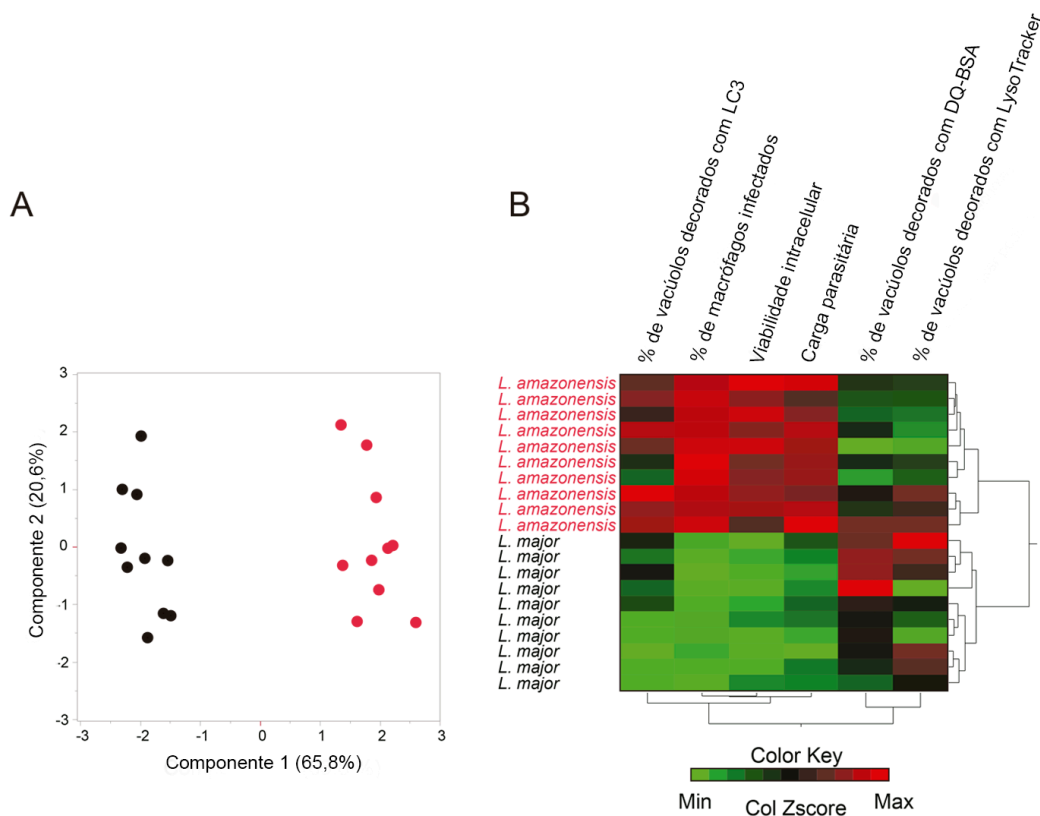 A
3
2
1
0
-1
-2
-3
-3
-2
-1
0
1
2
3
Componente 2 (20,6%)
Componente 1 (65,8%)
B
% de vacúolos decorados com LC3
% de macrófagos infectados
Viabilidade intracelular
Carga parasitária
% de vacúolos decorados com DQ-BSA
% de vacúolos decorados com LysoTracker
L. amazonensis
L. amazonensis
L. amazonensis
L. amazonensis
L. amazonensis
L. amazonensis
L. amazonensis
L. amazonensis
L. amazonensis
L. amazonensis
L. major
L. major
L. major
L. major
L. major
L. major
L. major
L. major
L. major
L. major
Color Key
Min
Max
Col Zscore